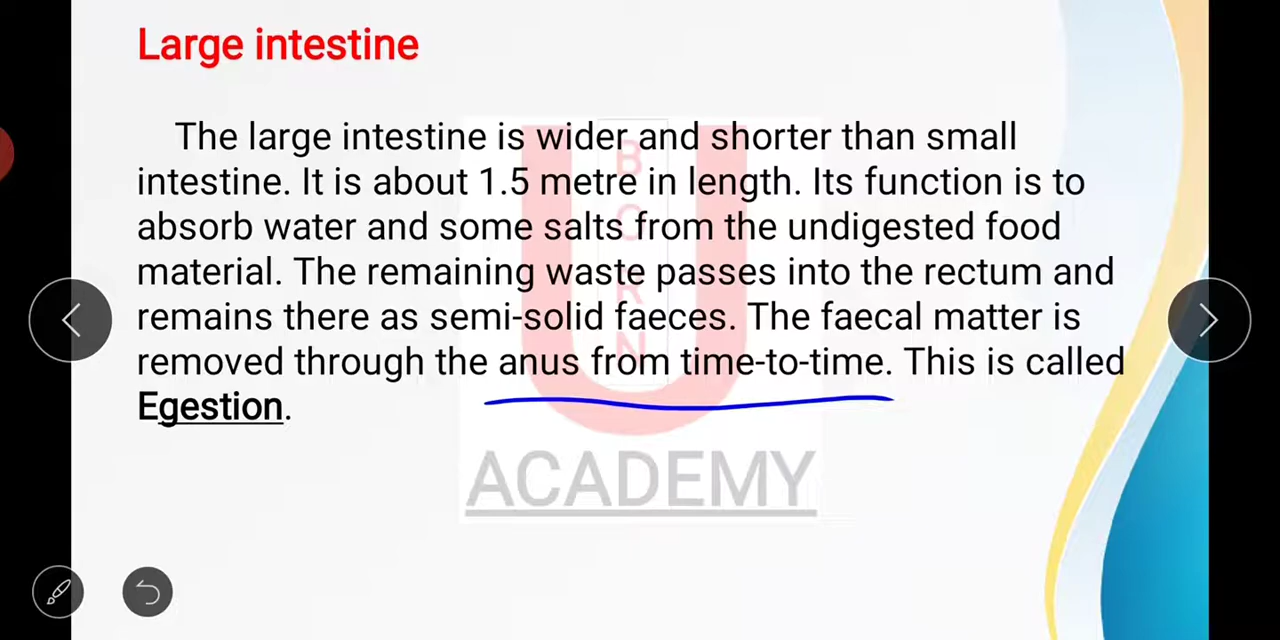 Large intestine
The large intestine is wider and shorter than small
intestine. It is about 1.5 metre in length. Its function is to
absorb water and some salts from the undigested food
material. The remaining waste passes into the rectum and
remains there as semi-solid faeces. The faecal matter is
removed through the anus from time-to-time. This is called
Egestion.
U
BORN
ACADEMY